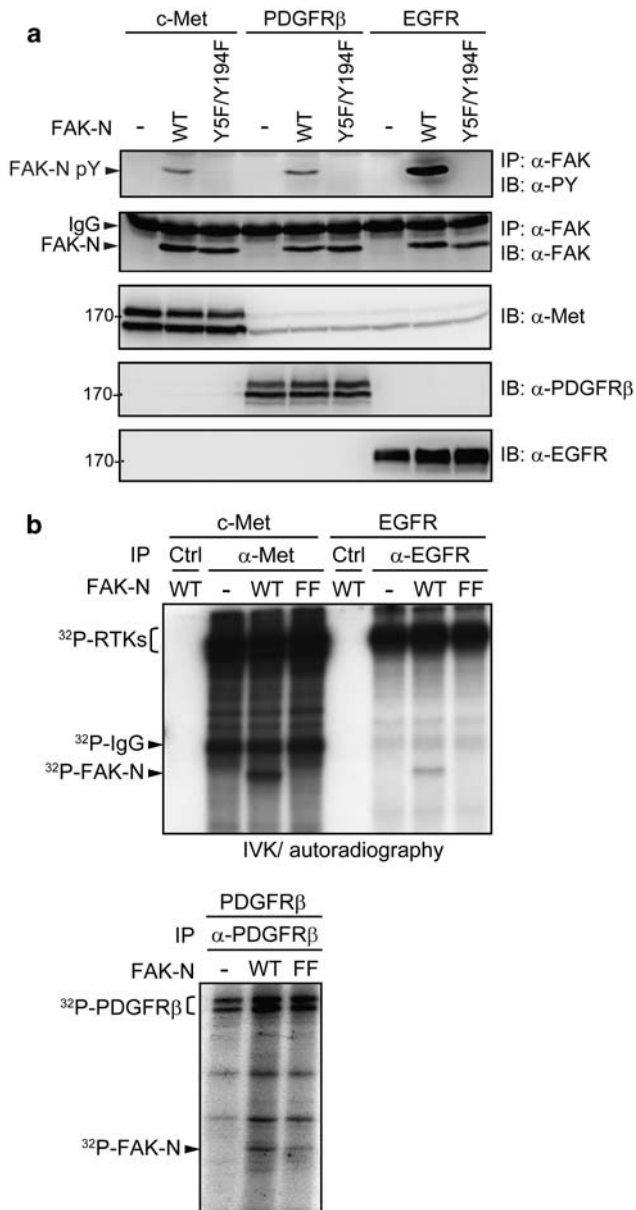 a
c-Met PDGFRβ EGFR
FAK-N - WT Y5F/Y194F - WT Y5F/Y194F - WT Y5F/Y194F
FAK-N pY IP: α-FAK
IB: α-PY
IgG IP: α-FAK
FAK-N IB: α-FAK
170- IB: α-Met
170- IB: α-PDGFRβ
170- IB: α-EGFR
b
c-Met EGFR
IP Ctrl α-Met Ctrl α-EGFR
FAK-N WT - WT FF WT - WT FF
³²P-RTKs
³²P-IgG
³²P-FAK-N
IVK/ autoradiography
PDGFRβ
IP α-PDGFRβ
FAK-N - WT FF
³²P-PDGFRβ
³²P-FAK-N